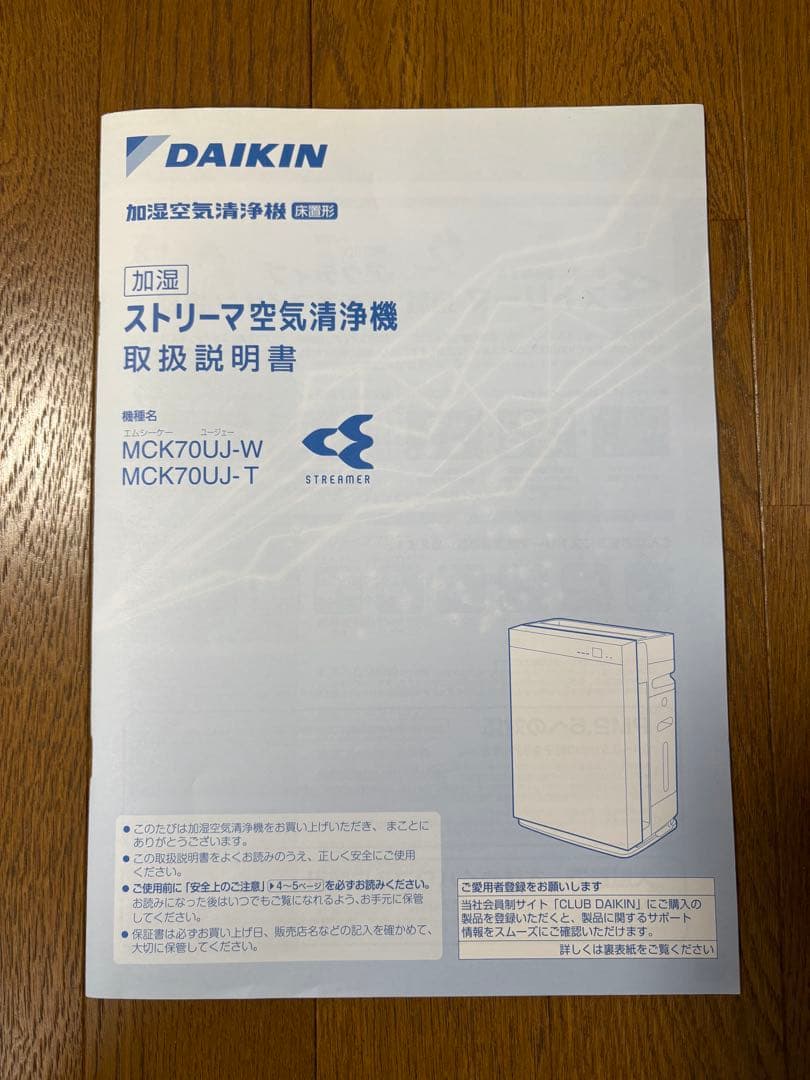 DAIKIN
加湿空気清浄機 床置形
加湿
ストリーマ空気清浄機
取扱説明書
機種名
エムシーケー ユージェー
MCK70UJ-W
MCK70UJ-T
STREAMER
● このたびは加湿空気清浄機をお買い上げいただき、まことに
ありがとうございます。
● この取扱説明書をよくお読みのうえ、正しく安全にご使用
ください。
● ご使用前に「安全上のご注意」▶4～5ページを必ずお読みください。
お読みになった後はいつでもご覧になれるよう、お手元に保管
してください。
● 保証書は必ずお買い上げ日、販売店名などの記入を確かめて、
大切に保管してください。
ご愛用者登録をお願いします
当社会員制サイト「CLUB DAIKIN」にご購入の
製品を登録いただくと、製品に関するサポート
情報をスムーズにご確認いただけます。
詳しくは裏表紙をご覧ください